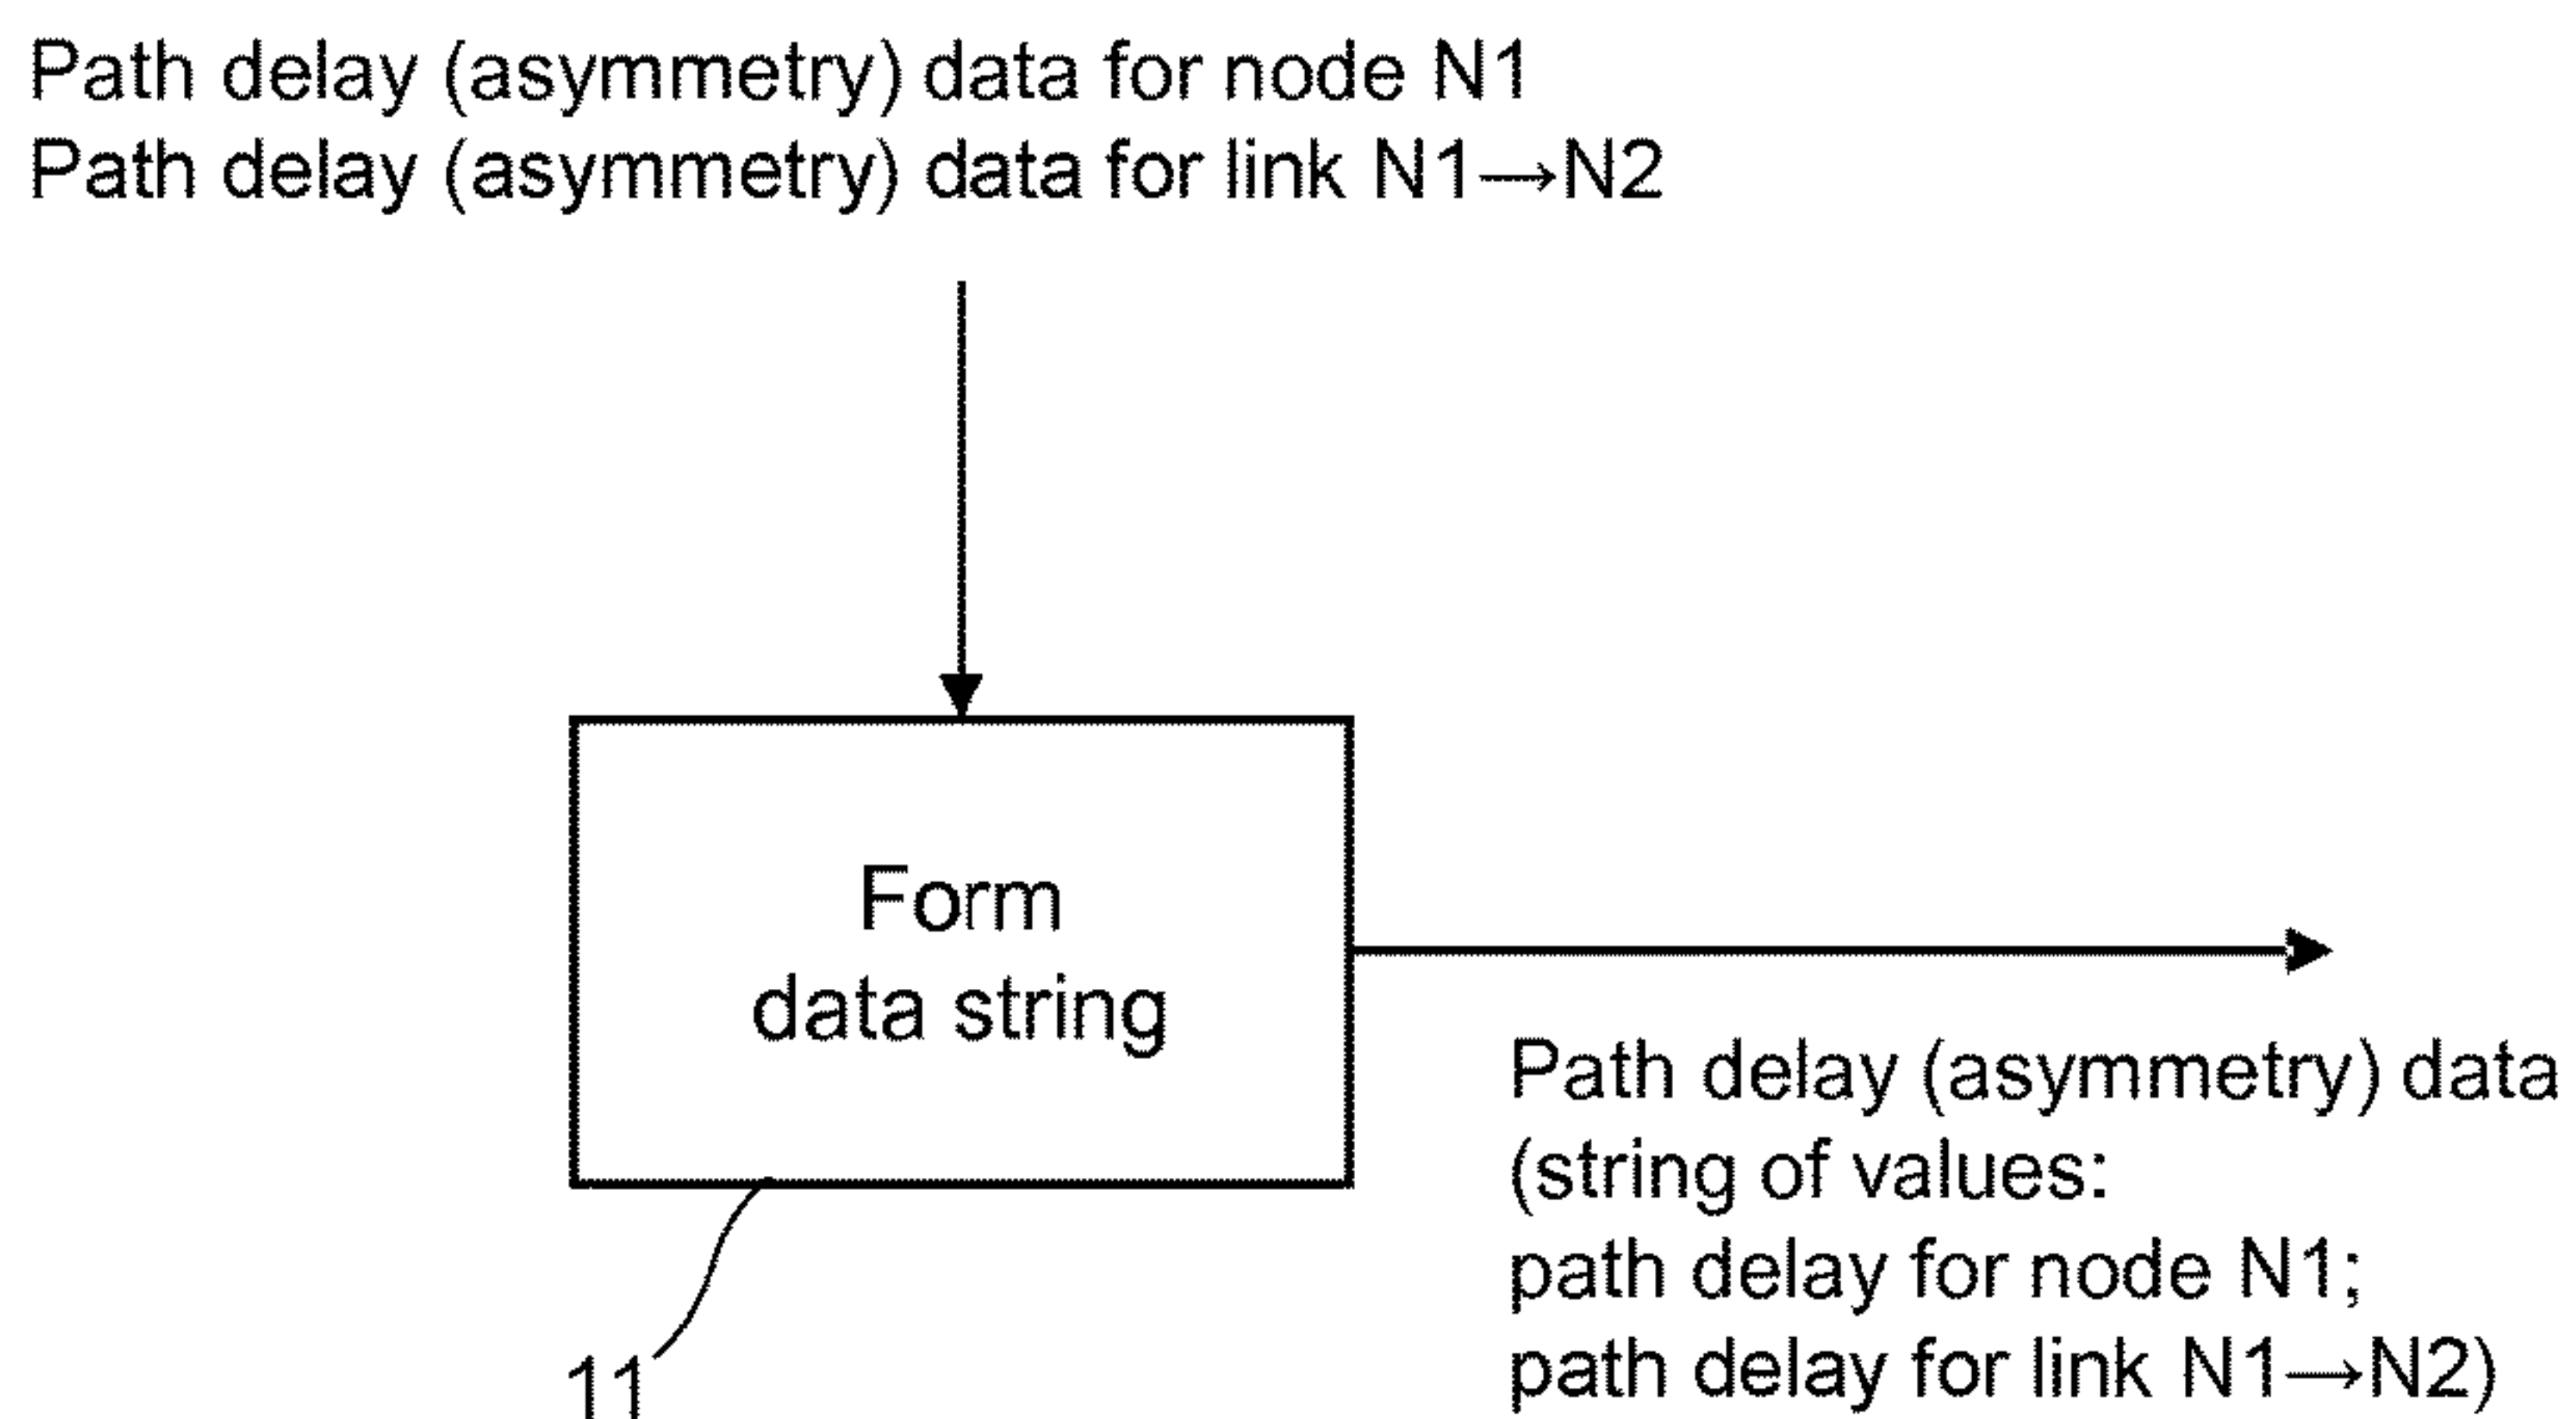 Path delay (asymmetry) data for node N1
Path delay (asymmetry) data for link N1→N2
Form
data string
Path delay (asymmetry) data
(string of values:
path delay for node N1;
path delay for link N1→N2)
11